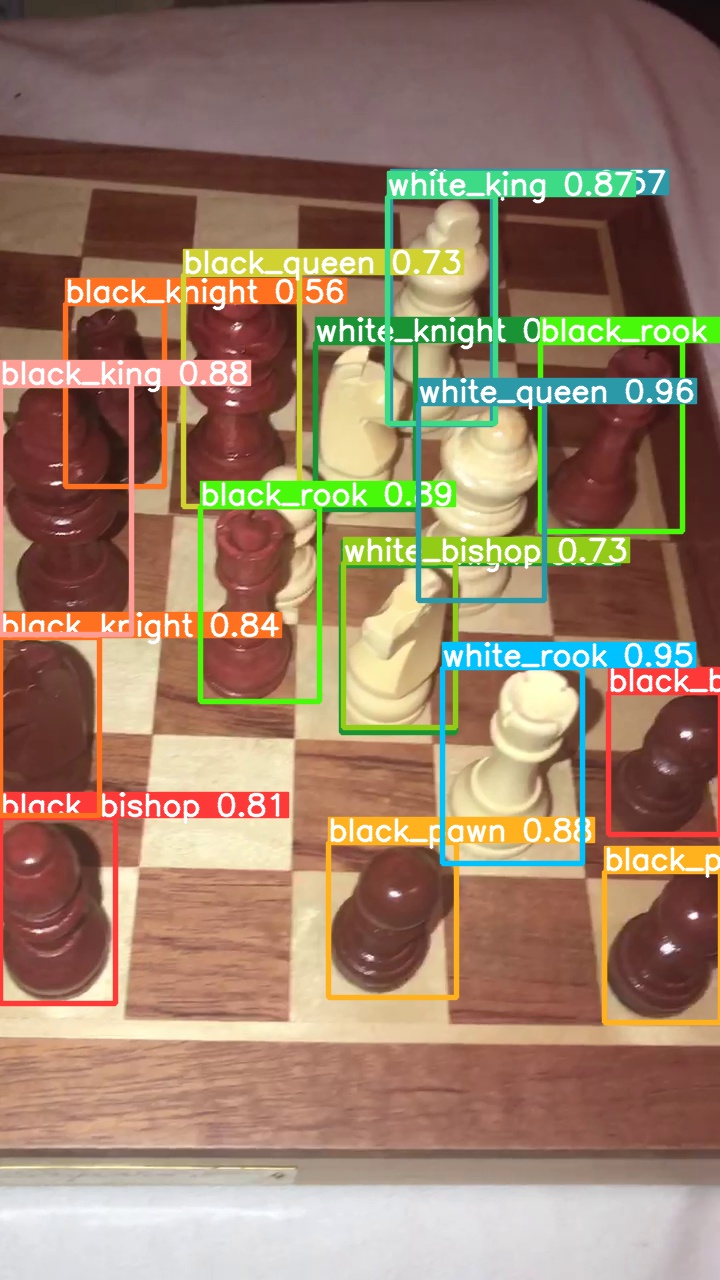 white_king 0.87
57
black_queen 0.73
black_knight 0.56
white_knight 0
black_rook
black_king 0.88
white_queen 0.96
black_rook 0.89
white_bishop 0.73
black_knight 0.84
white_rook 0.95
black_b
black_bishop 0.81
black_pawn 0.88
black_p